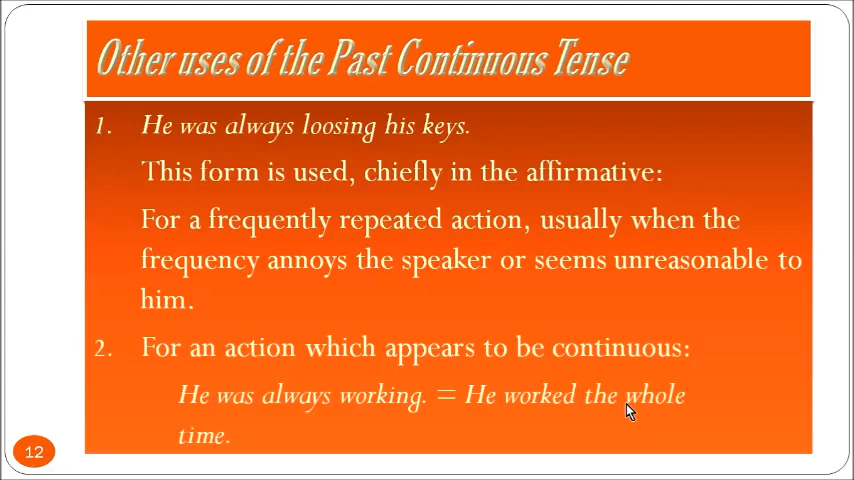 Other uses of the Past Continuous Tense
1. He was always loosing his keys.
This form is used, chiefly in the affirmative:
For a frequently repeated action, usually when the
frequency annoys the speaker or seems unreasonable to
him.
2. For an action which appears to be continuous:
He was always working. = He worked the whole
time.
12